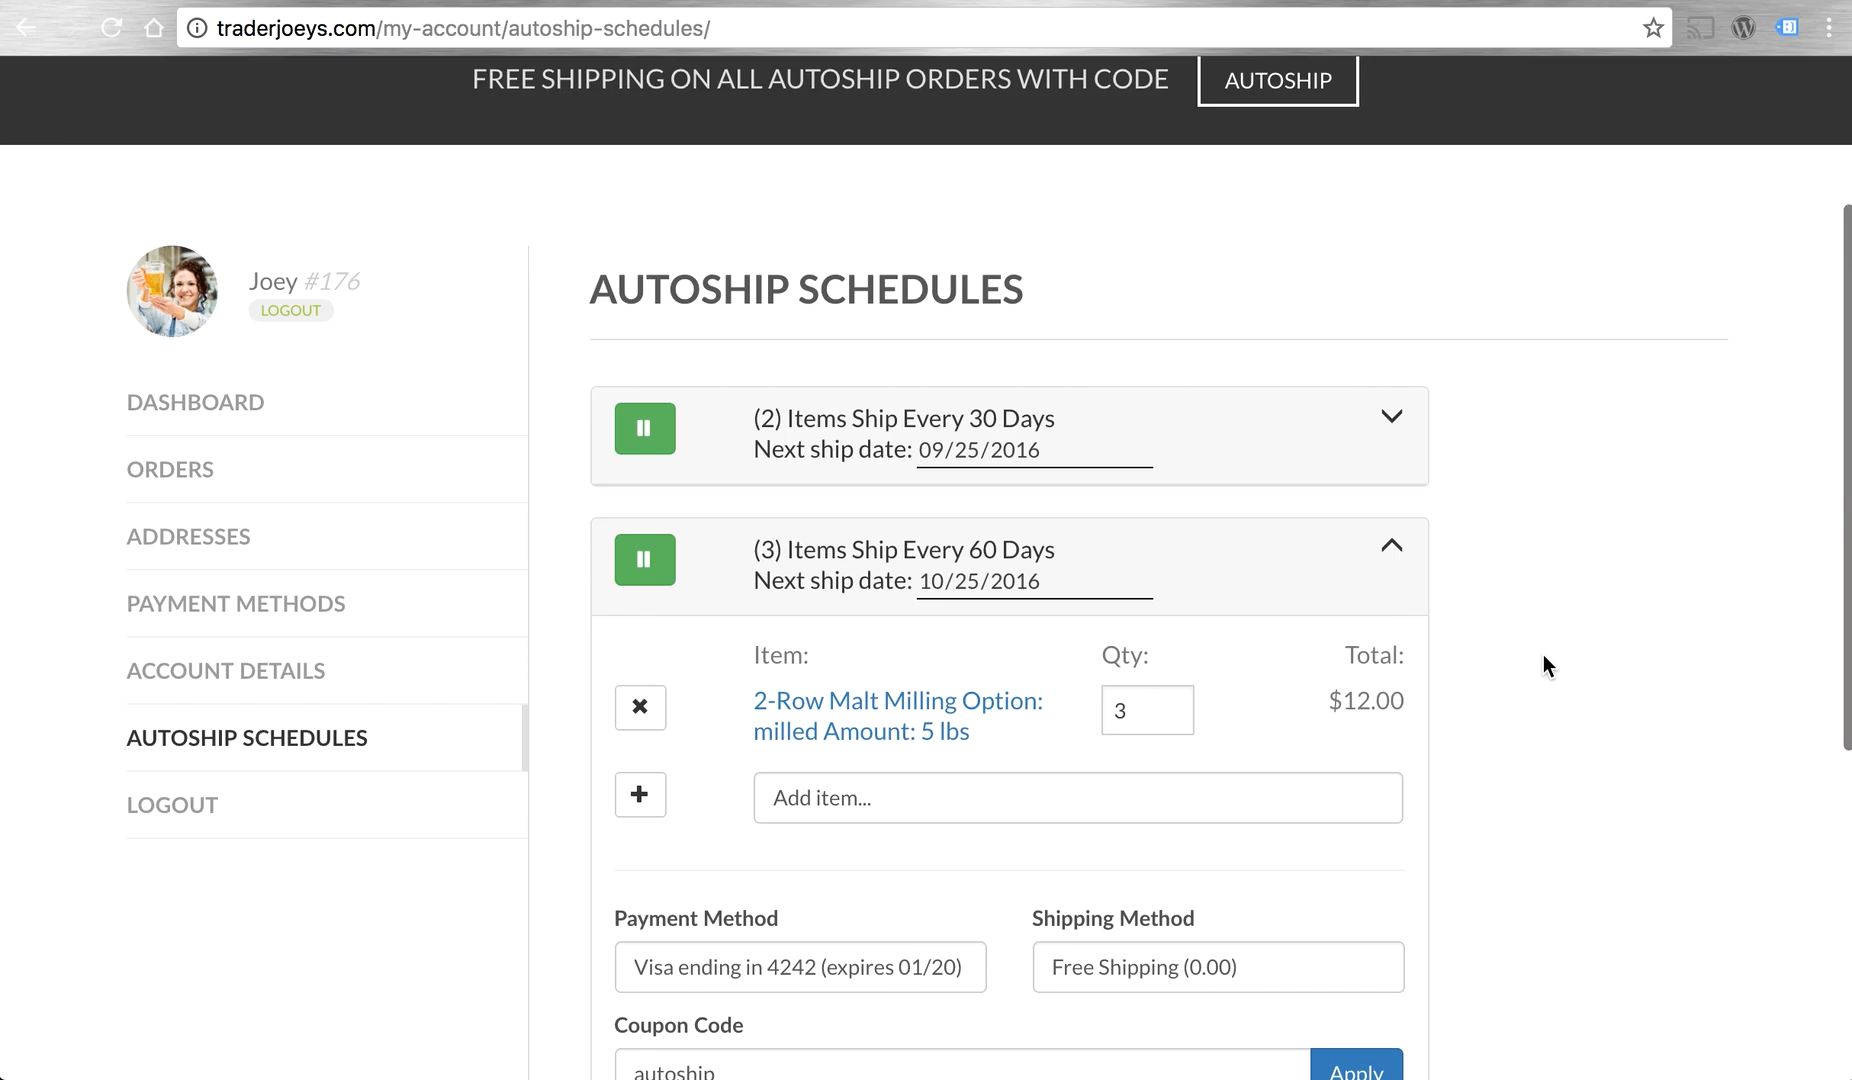 traderjoeys.com/my-account/autoship-schedules/
FREE SHIPPING ON ALL AUTOSHIP ORDERS WITH CODE AUTOSHIP
Joey #176
LOGOUT
DASHBOARD
ORDERS
ADDRESSES
PAYMENT METHODS
ACCOUNT DETAILS
AUTOSHIP SCHEDULES
LOGOUT
AUTOSHIP SCHEDULES
(2) Items Ship Every 30 Days
Next ship date: 09/25/2016
(3) Items Ship Every 60 Days
Next ship date: 10/25/2016
Item: Qty: Total:
2-Row Malt Milling Option: 3 $12.00
milled Amount: 5 lbs
Add item...
Payment Method Shipping Method
Visa ending in 4242 (expires 01/20) Free Shipping (0.00)
Coupon Code
autoship Apply